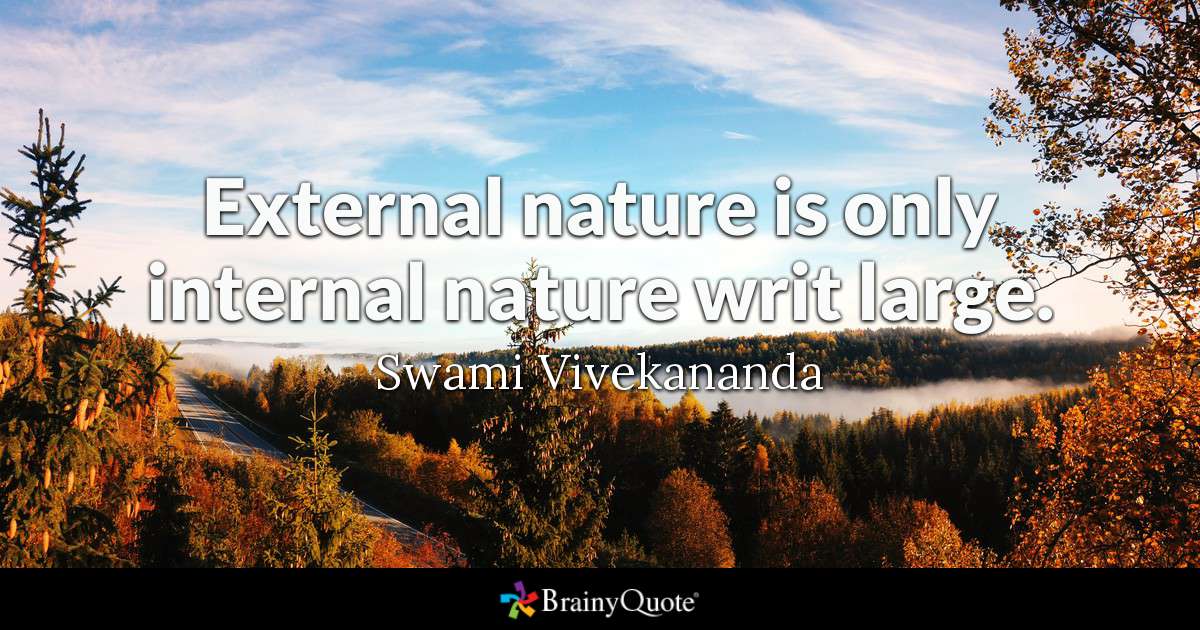 External nature is only
internal nature writ large.
Swami Vivekananda
BrainyQuote®